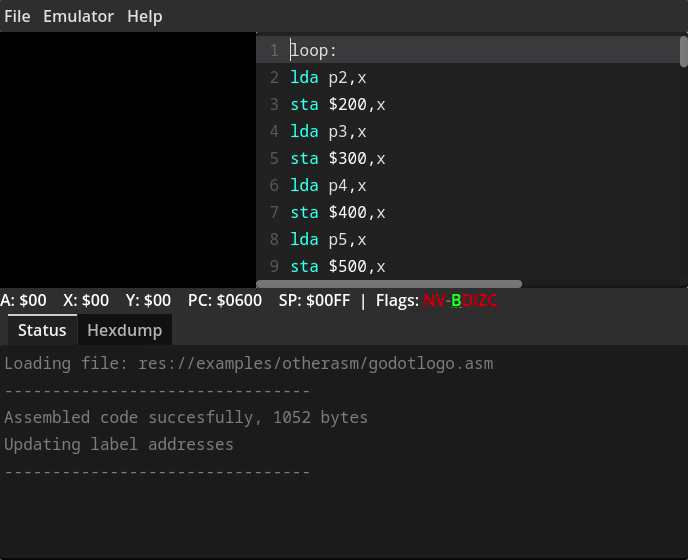 File Emulator Help
1 loop:
2 lda p2,x
3 sta $200,x
4 lda p3,x
5 sta $300,x
6 lda p4,x
7 sta $400,x
8 lda p5,x
9 sta $500,x
A: $00 X: $00 Y: $00 PC: $0600 SP: $00FF | Flags: NV-BDIZC
Status Hexdump
Loading file: res://examples/otherasm/godotlogo.asm
--------------------------------
Assembled code succesfully, 1052 bytes
Updating label addresses
--------------------------------